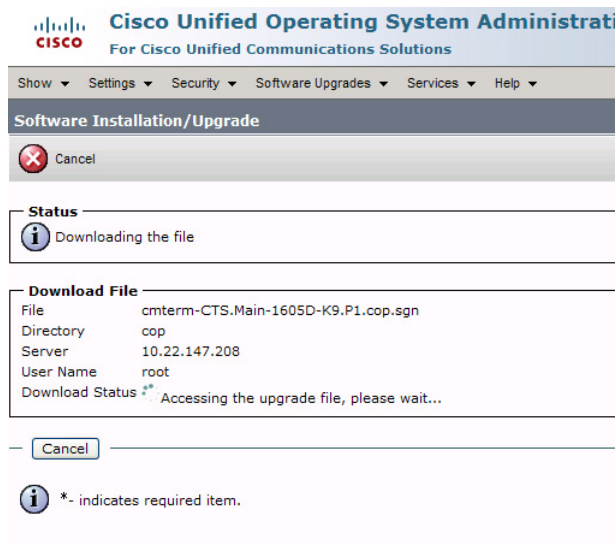 CISCO
Cisco Unified Operating System Administrati
For Cisco Unified Communications Solutions
Show Settings Security Software Upgrades Services Help
Software Installation/Upgrade
Cancel
Status
Downloading the file
Download File
File cmterm-CTS.Main-1605D-K9.P1.cop.sgn
Directory cop
Server 10.22.147.208
User Name root
Download Status Accessing the upgrade file, please wait...
Cancel
*- indicates required item.